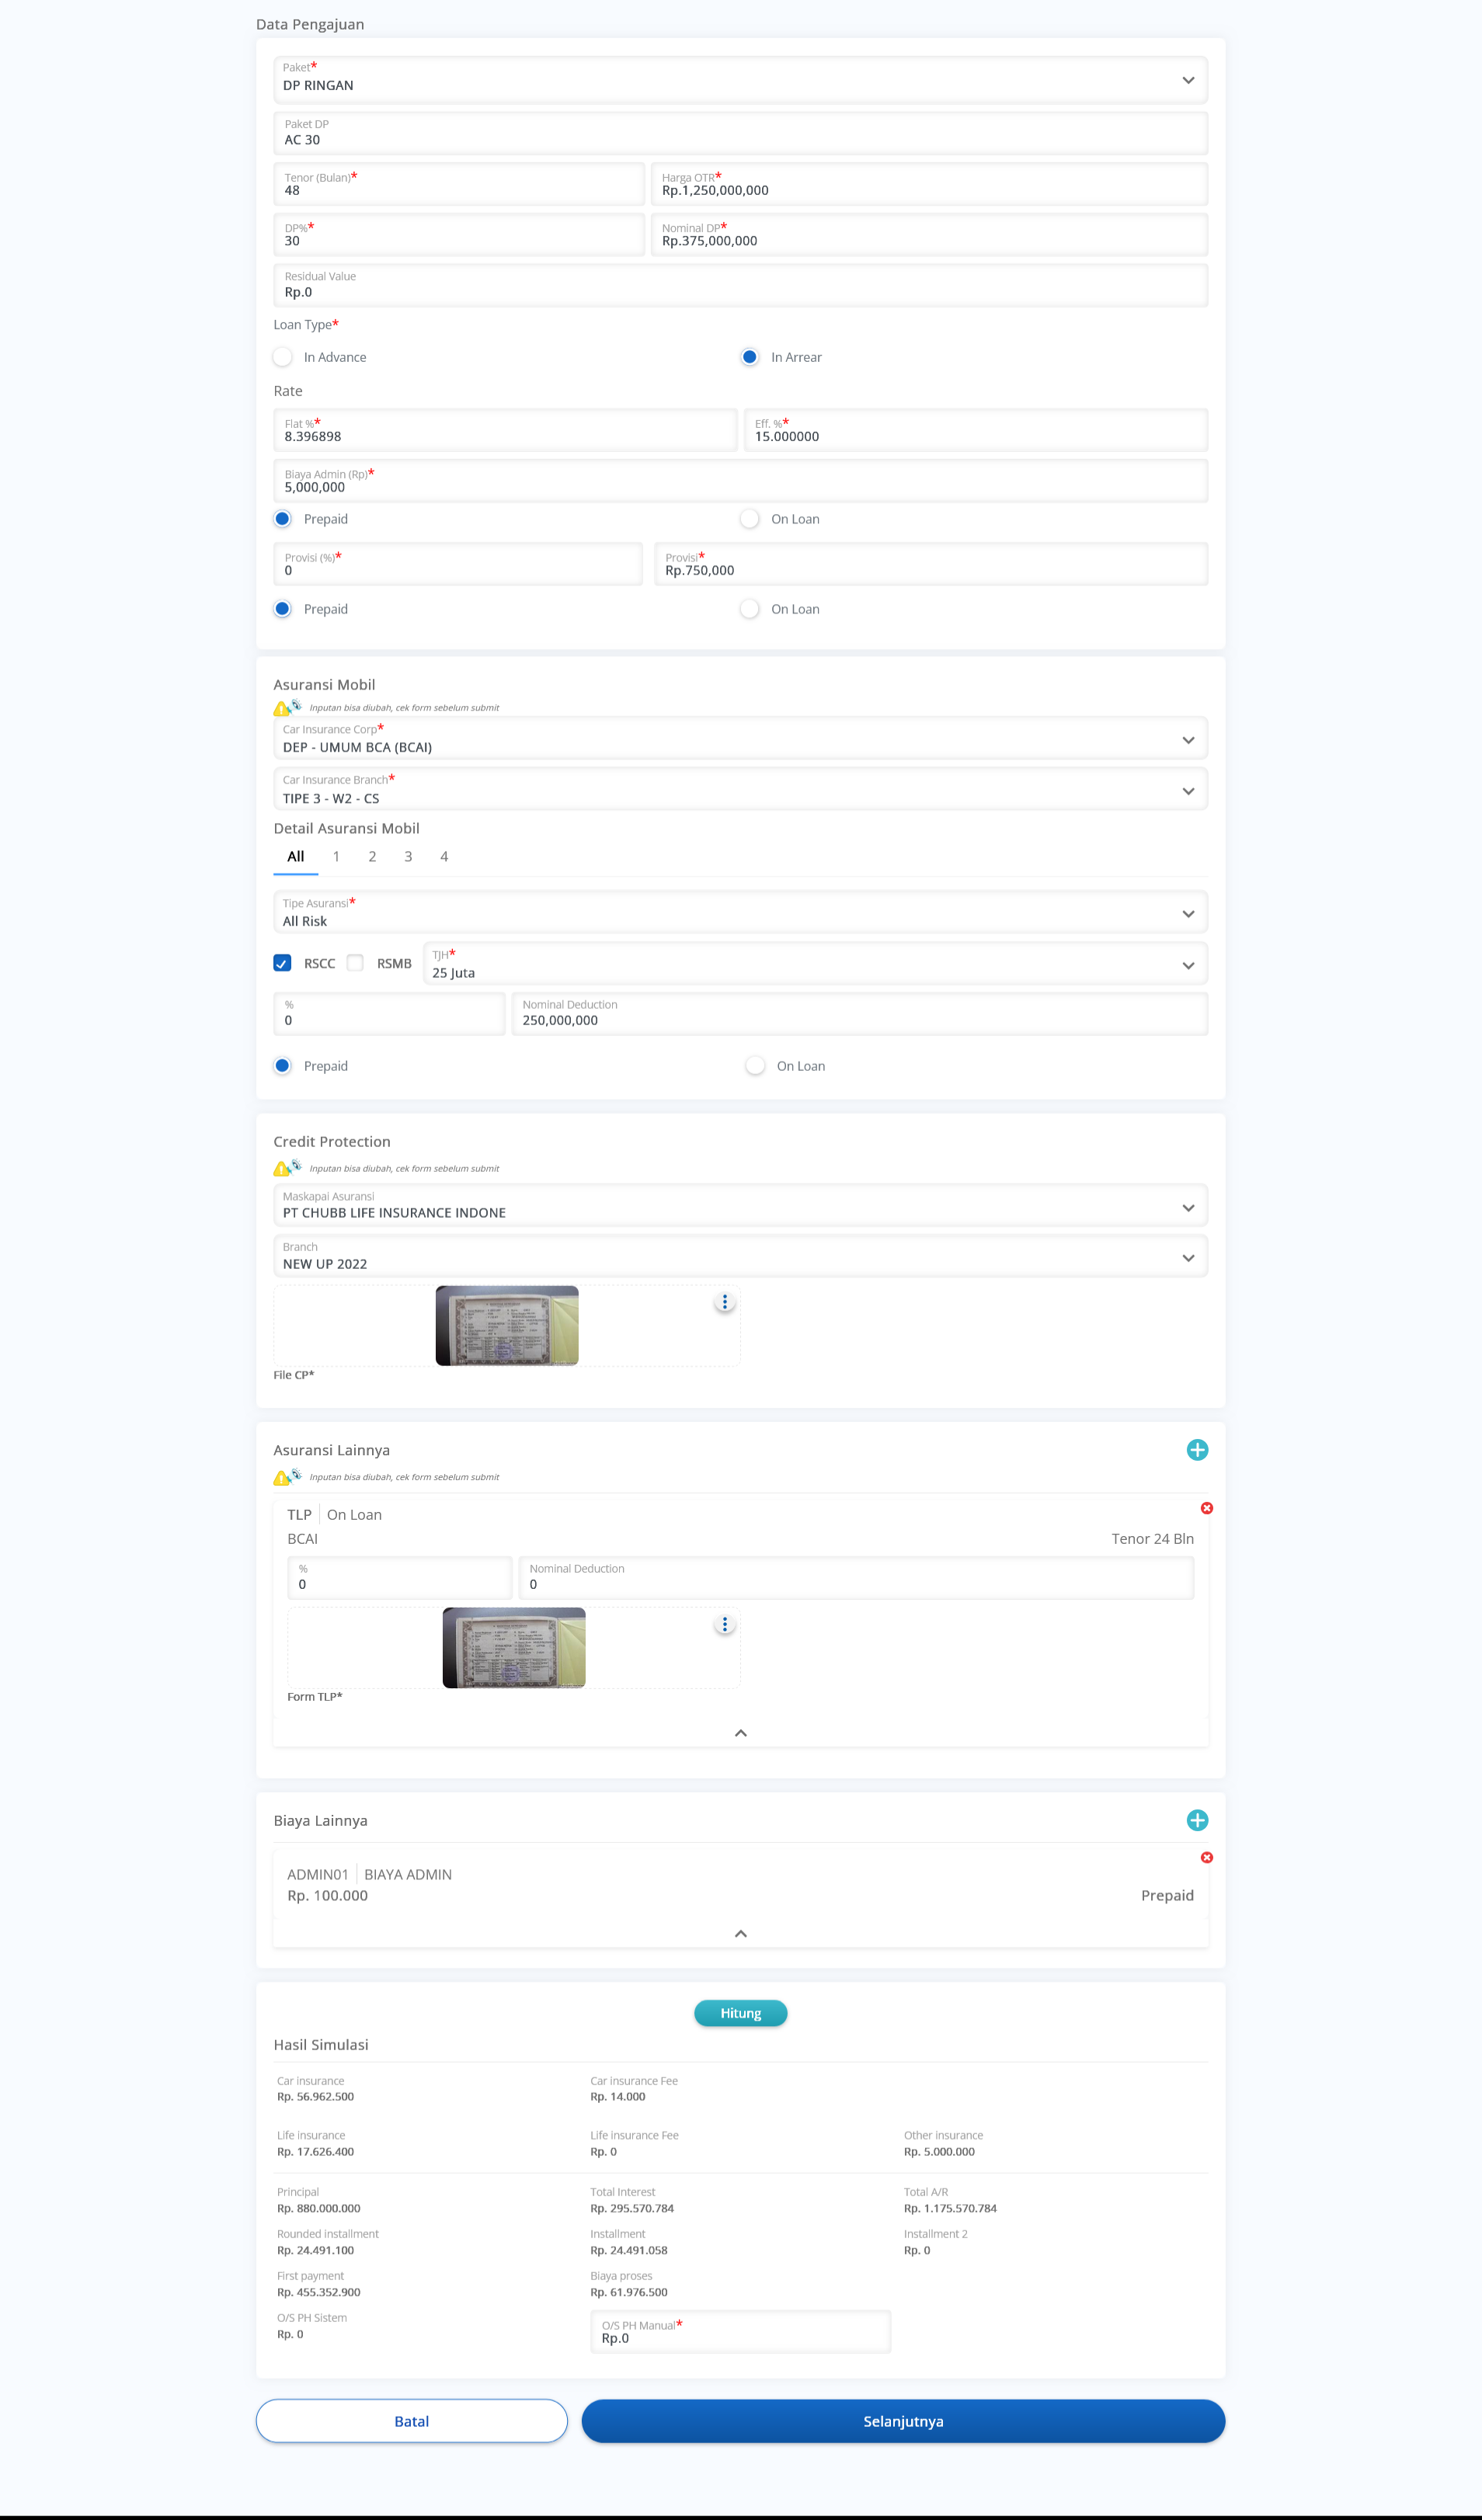 Data Pengajuan
Paket*
DP RINGAN
Paket DP
AC 30
Tenor (Bulan)*
48
Harga OTR*
Rp.1,250,000,000
DP%*
30
Nominal DP*
Rp.375,000,000
Residual Value
Rp.0
Loan Type*
In Advance
In Arrear
Rate
Flat %*
8.396898
Eff. %*
15.000000
Biaya Admin (Rp)*
5,000,000
Prepaid
On Loan
Provisi (%)*
0
Provisi*
Rp.750,000
Prepaid
On Loan
Asuransi Mobil
Inputan bisa diubah, cek form sebelum submit
Car Insurance Corp*
DEP - UMUM BCA (BCAI)
Car Insurance Branch*
TIPE 3 - W2 - CS
Detail Asuransi Mobil
All 1 2 3 4
Tipe Asuransi*
All Risk
RSCC
RSMB
TJH*
25 Juta
%
0
Nominal Deduction
250,000,000
Prepaid
On Loan
Credit Protection
Inputan bisa diubah, cek form sebelum submit
Maskapai Asuransi
PT CHUBB LIFE INSURANCE INDONE
Branch
NEW UP 2022
File CP*
Asuransi Lainnya
Inputan bisa diubah, cek form sebelum submit
TLP On Loan
BCAI
Tenor 24 Bln
%
0
Nominal Deduction
0
Form TLP*
Biaya Lainnya
ADMIN01 BIAYA ADMIN
Rp. 100.000
Prepaid
Hitung
Hasil Simulasi
Car insurance
Rp. 56.962.500
Car insurance Fee
Rp. 14.000
Life insurance
Rp. 17.626.400
Life insurance Fee
Rp. 0
Other insurance
Rp. 5.000.000
Principal
Rp. 880.000.000
Total Interest
Rp. 295.570.784
Total A/R
Rp. 1.175.570.784
Rounded installment
Rp. 24.491.100
Installment
Rp. 24.491.058
Installment 2
Rp. 0
First payment
Rp. 455.352.900
Biaya proses
Rp. 61.976.500
O/S PH Sistem
Rp. 0
O/S PH Manual*
Rp.0
Batal
Selanjutnya